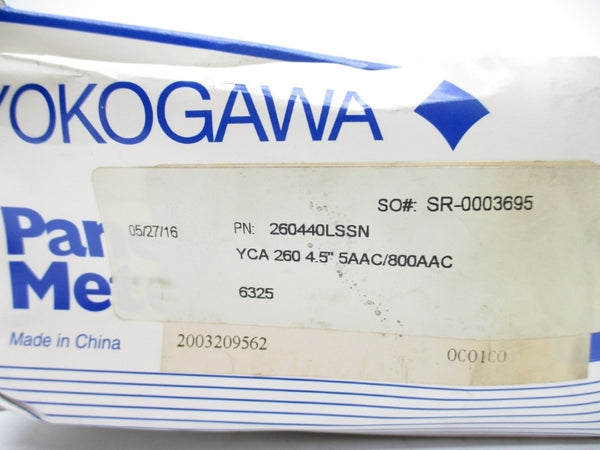 YOKOGAWA
SO#: SR-0003695
05/27/16 PN: 260440LSSN
YCA 260 4.5" 5AAC/800AAC
6325
Made in China
2003209562 0C01C0